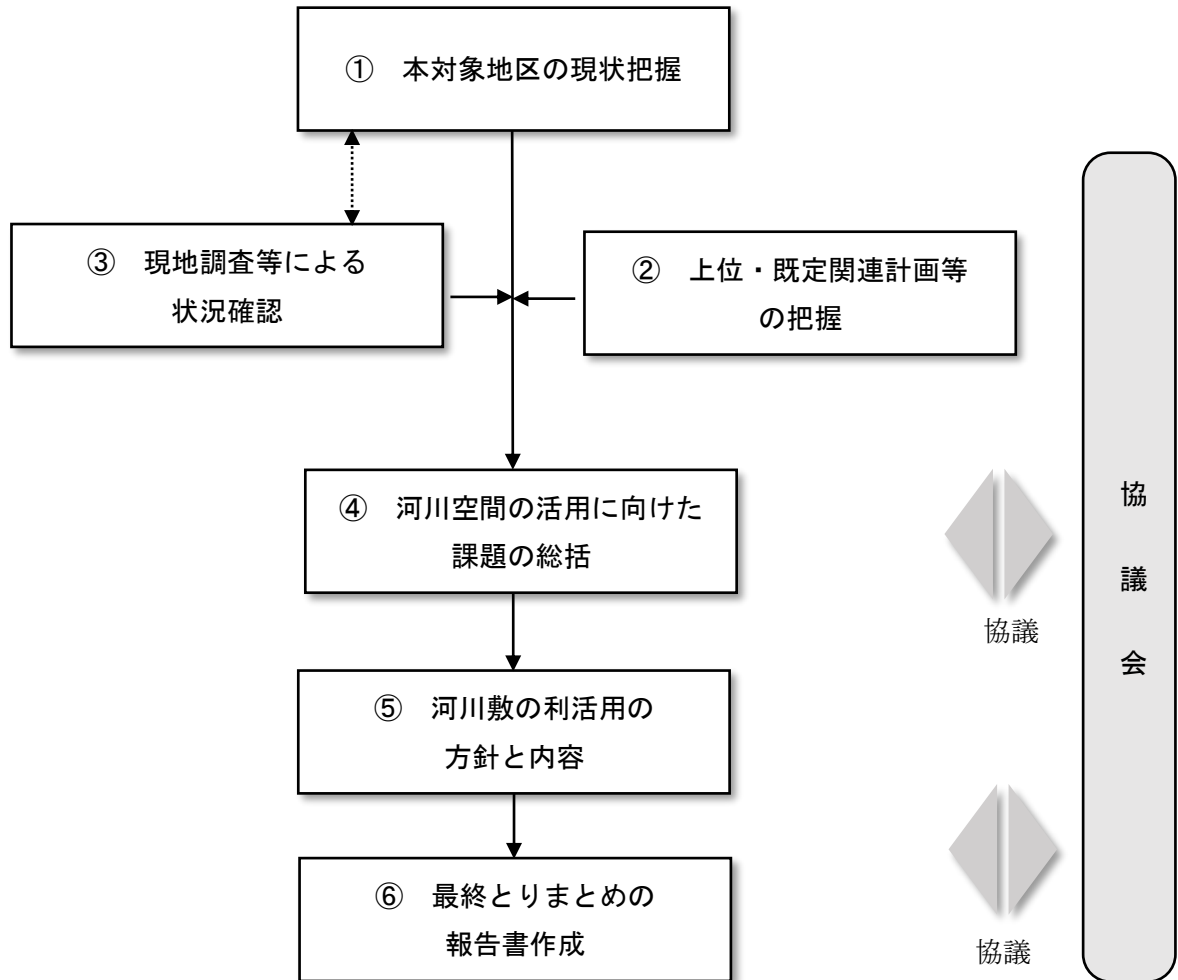 ① 本対象地区の現状把握
③ 現地調査等による
状況確認
② 上位・既定関連計画等
の把握
④ 河川空間の活用に向けた
課題の総括
協議
⑤ 河川敷の利活用の
方針と内容
⑥ 最終とりまとめの
報告書作成
協議
協
議
会